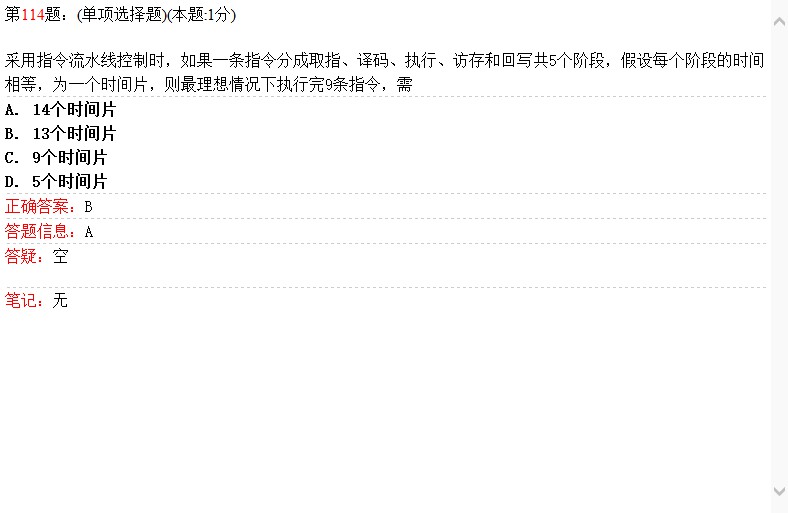 第114题：(单项选择题)(本题:1分)
采用指令流水线控制时，如果一条指令分成取指、译码、执行、访存和回写共5个阶段，假设每个阶段的时间
相等，为一个时间片，则最理想情况下执行完9条指令，需
A. 14个时间片
B. 13个时间片
C. 9个时间片
D. 5个时间片
正确答案：B
答题信息：A
答疑：空
笔记：无